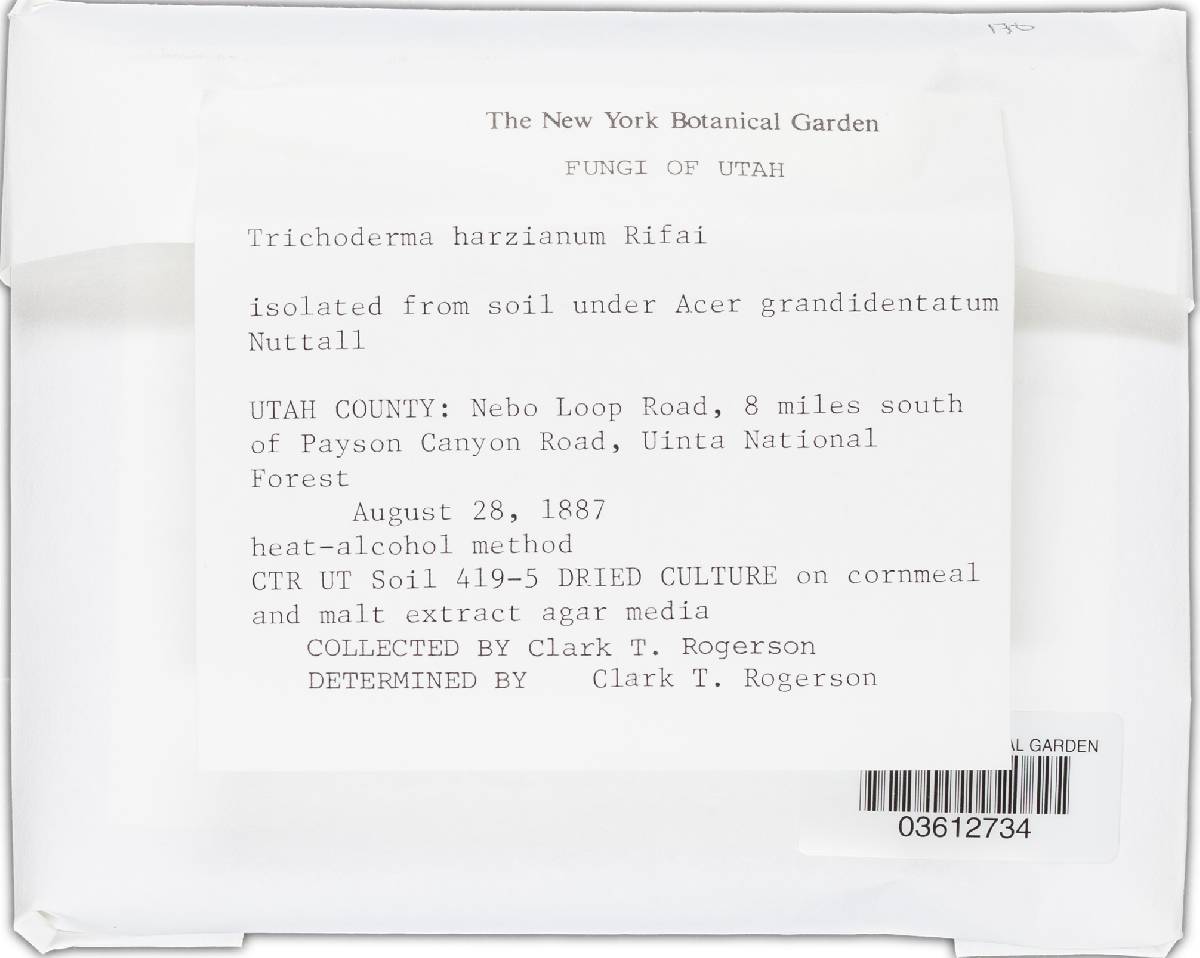 The New York Botanical Garden
FUNGI OF UTAH
Trichoderma harzianum Rifai
isolated from soil under Acer grandidentatum
Nuttall
UTAH COUNTY: Nebo Loop Road, 8 miles south
of Payson Canyon Road, Uinta National
Forest
August 28, 1887
heat-alcohol method
CTR UT Soil 419-5 DRIED CULTURE on cornmeal
and malt extract agar media
COLLECTED BY Clark T. Rogerson
DETERMINED BY Clark T. Rogerson
AL GARDEN
03612734